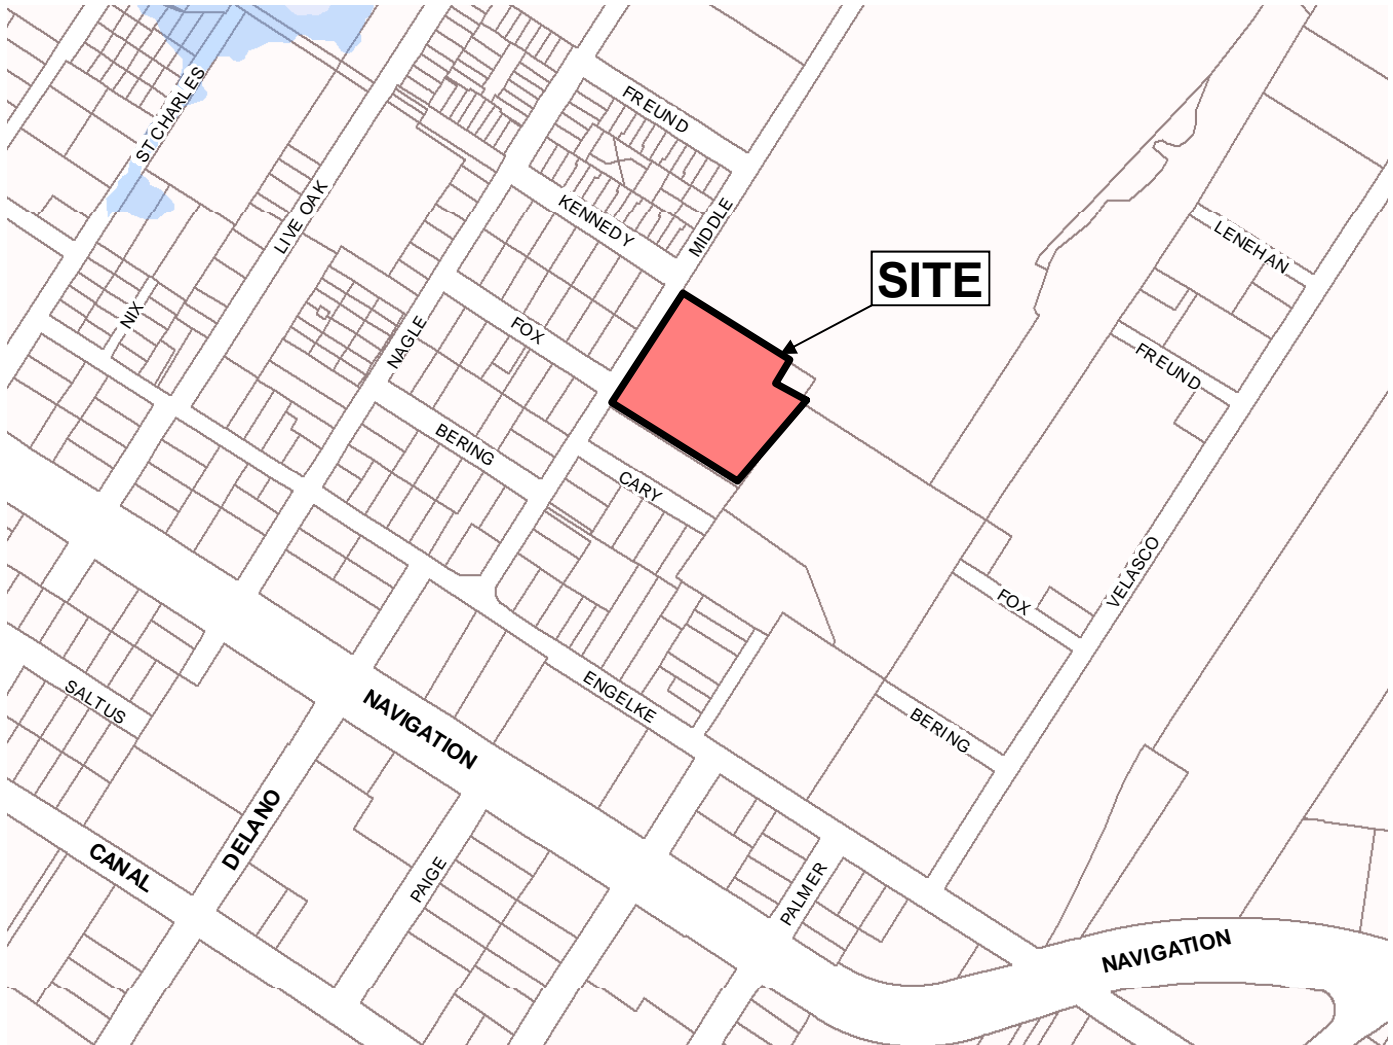 FREUND
ST CHARLES
LIVE OAK
KENNEDY
MIDDLE
LENEHAN
SITE
NIX
NAGLE
FOX
FREUND
BERING
CARY
VELASCO
FOX
SALTUS
NAVIGATION
ENGELKE
BERING
DELANO
CANAL
PAIGE
PALMER
NAVIGATION